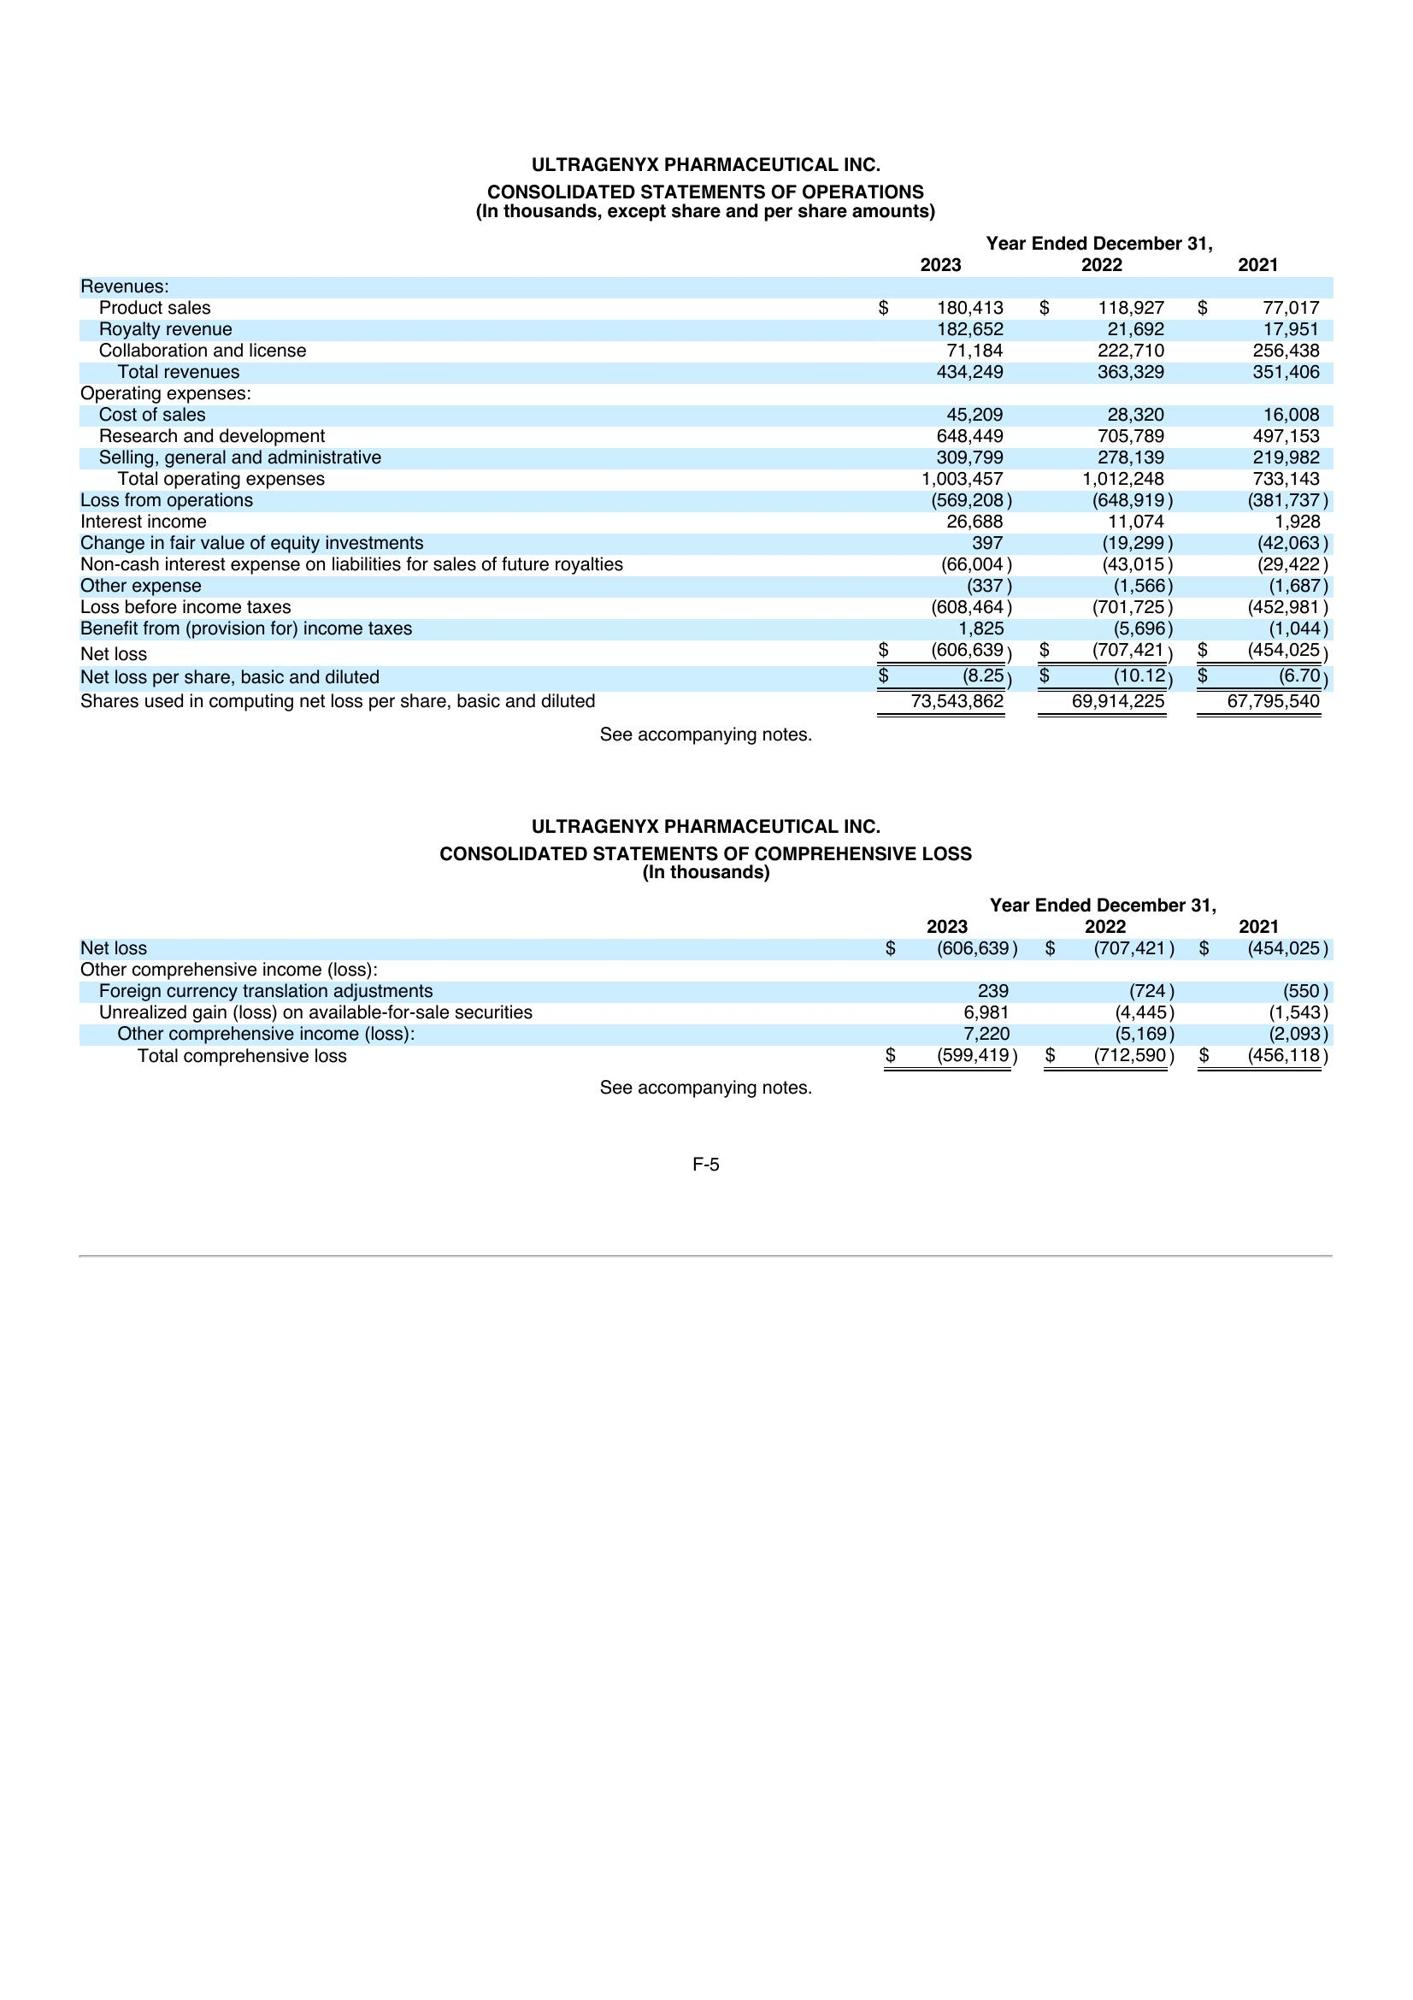 ULTRAGENYX PHARMACEUTICAL INC.
CONSOLIDATED STATEMENTS OF OPERATIONS
(In thousands, except share and per share amounts)
Year Ended December 31,
2023 2022 2021
Revenues:
Product sales $ 180,413 $ 118,927 $ 77,017
Royalty revenue 182,652 21,692 17,951
Collaboration and license 71,184 222,710 256,438
Total revenues 434,249 363,329 351,406
Operating expenses:
Cost of sales 45,209 28,320 16,008
Research and development 648,449 705,789 497,153
Selling, general and administrative 309,799 278,139 219,982
Total operating expenses 1,003,457 1,012,248 733,143
Loss from operations (569,208) (648,919) (381,737)
Interest income 26,688 11,074 1,928
Change in fair value of equity investments 397 (19,299) (42,063)
Non-cash interest expense on liabilities for sales of future royalties (66,004) (43,015) (29,422)
Other expense (337) (1,566) (1,687)
Loss before income taxes (608,464) (701,725) (452,981)
Benefit from (provision for) income taxes 1,825 (5,696) (1,044)
Net loss $ (606,639) $ (707,421) $ (454,025)
Net loss per share, basic and diluted $ (8.25) $ (10.12) $ (6.70)
Shares used in computing net loss per share, basic and diluted 73,543,862 69,914,225 67,795,540
See accompanying notes.
ULTRAGENYX PHARMACEUTICAL INC.
CONSOLIDATED STATEMENTS OF COMPREHENSIVE LOSS
(In thousands)
Year Ended December 31,
2023 2022 2021
Net loss $ (606,639) $ (707,421) $ (454,025)
Other comprehensive income (loss):
Foreign currency translation adjustments 239 (724) (550)
Unrealized gain (loss) on available-for-sale securities 6,981 (4,445) (1,543)
Other comprehensive income (loss): 7,220 (5,169) (2,093)
Total comprehensive loss $ (599,419) $ (712,590) $ (456,118)
See accompanying notes.
F-5